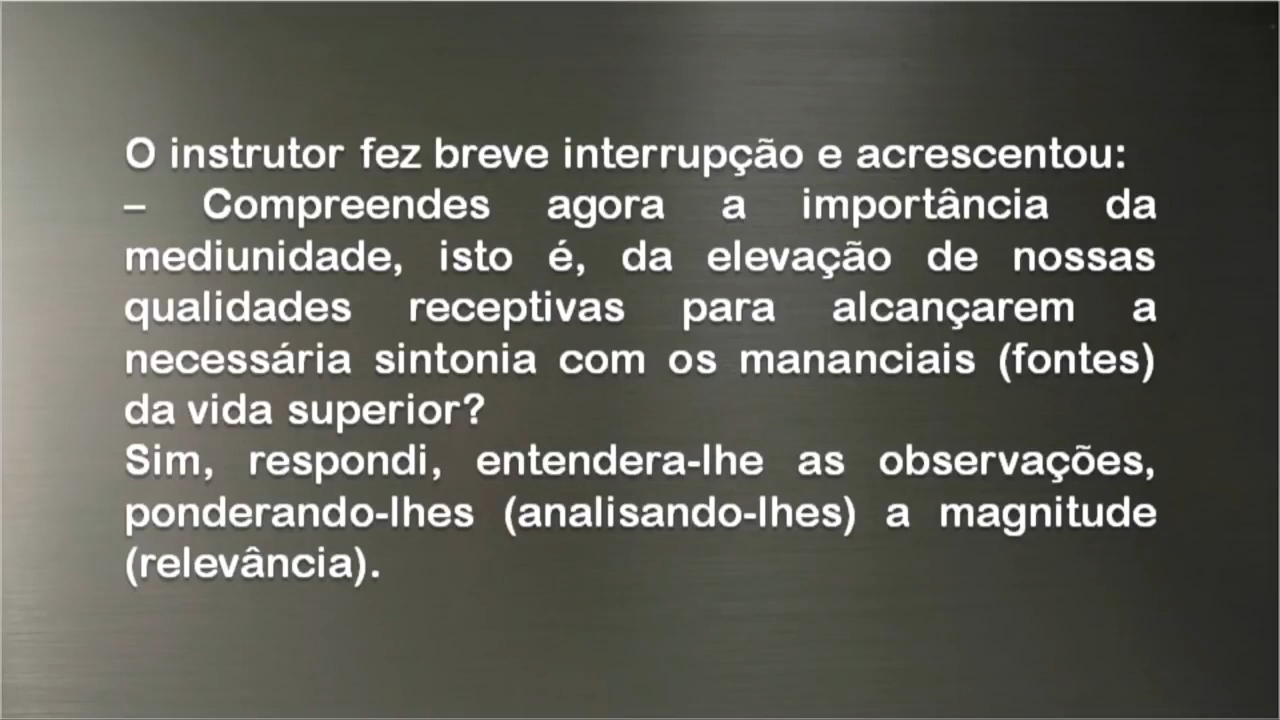 O instrutor fez breve interrupção e acrescentou:
– Compreendes agora a importância da
mediunidade, isto é, da elevação de nossas
qualidades receptivas para alcançarem a
necessária sintonia com os mananciais (fontes)
da vida superior?
Sim, respondi, entendera-lhe as observações,
ponderando-lhes (analisando-lhes) a magnitude
(relevância).